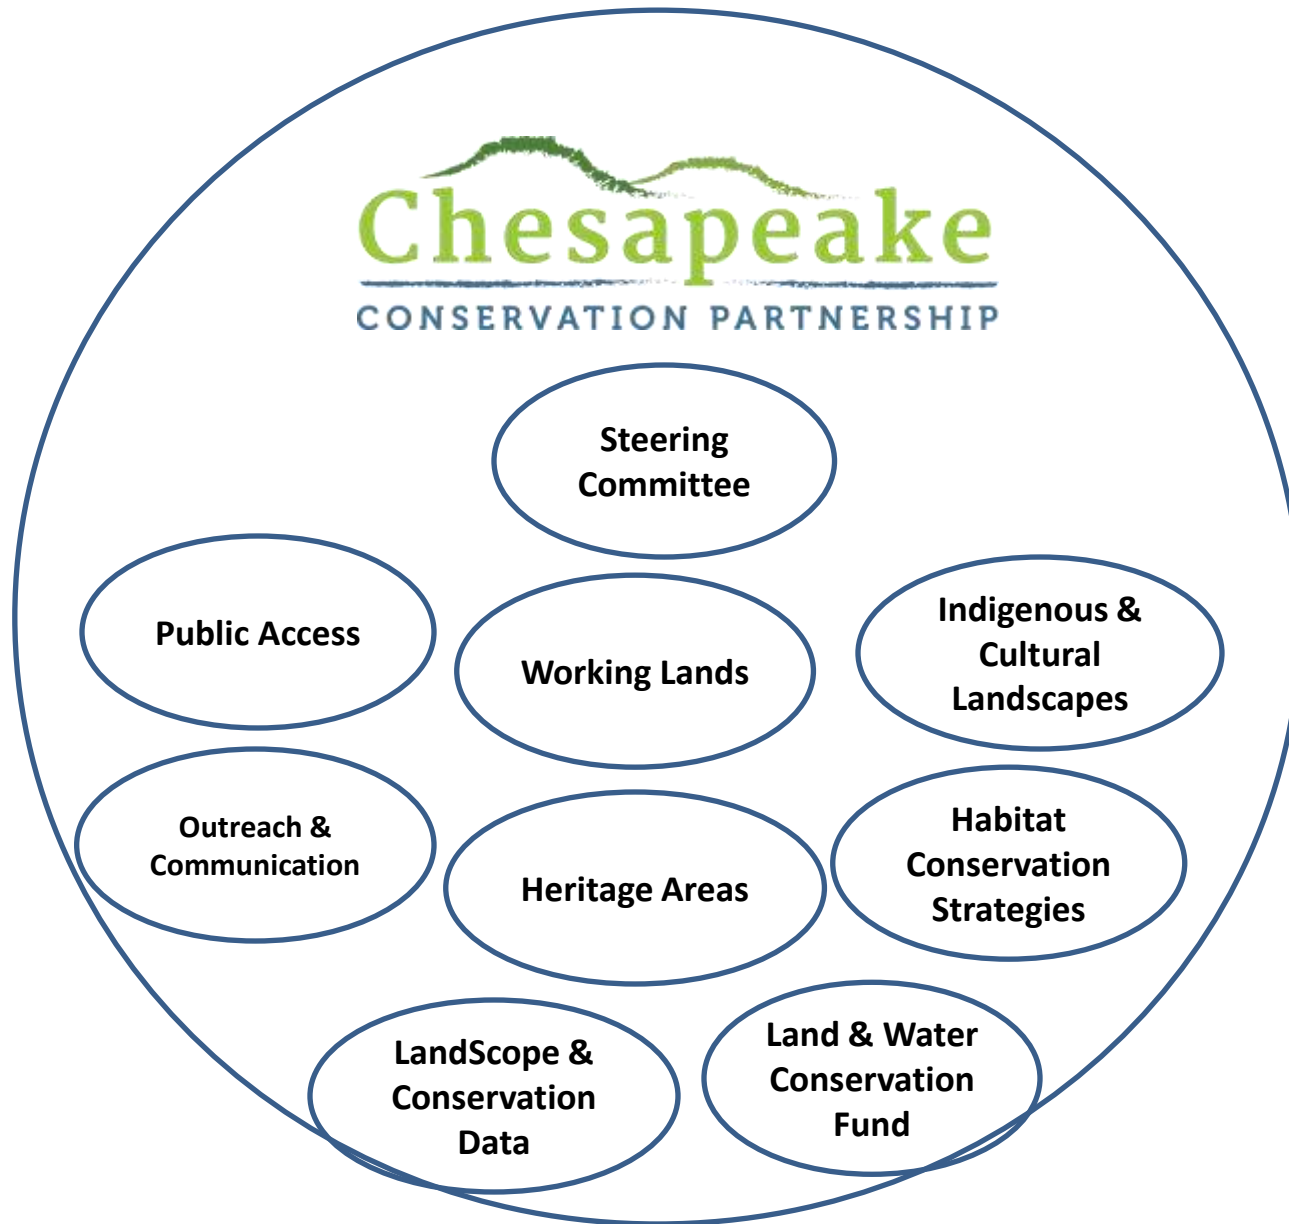 Chesapeake
CONSERVATION PARTNERSHIP
Steering
Committee
Public Access
Working Lands
Indigenous &
Cultural
Landscapes
Outreach &
Communication
Heritage Areas
Habitat
Conservation
Strategies
LandScope &
Conservation
Data
Land & Water
Conservation
Fund